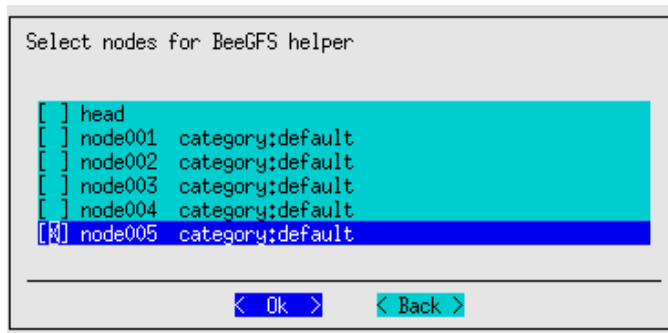 Select nodes for BeeGFS helper
[ ] head
[ ] node001 category:default
[ ] node002 category:default
[ ] node003 category:default
[ ] node004 category:default
[X] node005 category:default
< Ok > < Back >